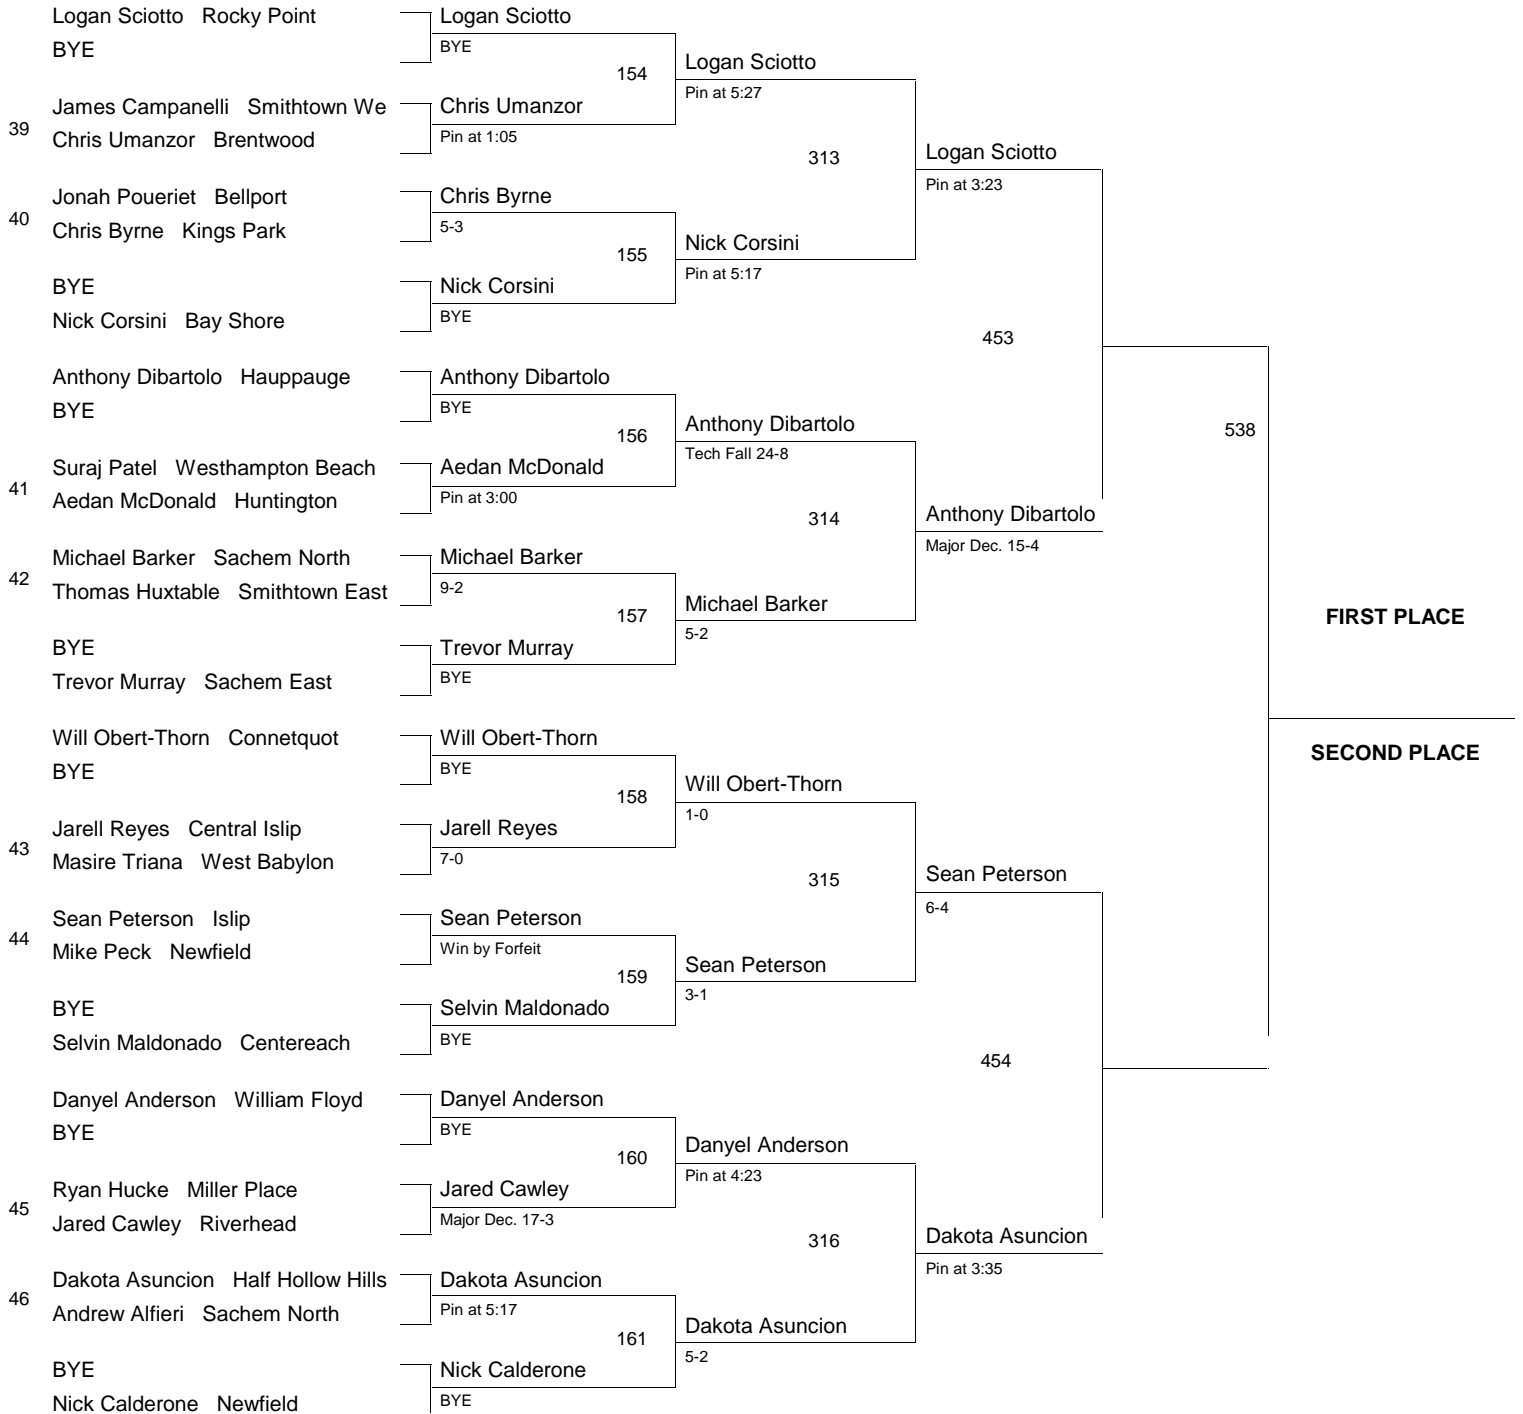 Logan Sciotto Rocky Point
BYE
39
James Campanelli Smithtown We
Chris Umanzor Brentwood
40
Jonah Poueriet Bellport
Chris Byrne Kings Park
BYE
Nick Corsini Bay Shore
Anthony Dibartolo Hauppauge
BYE
41
Suraj Patel Westhampton Beach
Aedan McDonald Huntington
42
Michael Barker Sachem North
Thomas Huxtable Smithtown East
BYE
Trevor Murray Sachem East
Will Obert-Thorn Connetquot
BYE
43
Jarell Reyes Central Islip
Masire Triana West Babylon
44
Sean Peterson Islip
Mike Peck Newfield
BYE
Selvin Maldonado Centereach
Danyel Anderson William Floyd
BYE
45
Ryan Hucke Miller Place
Jared Cawley Riverhead
46
Dakota Asuncion Half Hollow Hills
Andrew Alfieri Sachem North
BYE
Nick Calderone Newfield
Logan Sciotto
BYE
154
Chris Umanzor
Pin at 1:05
Chris Byrne
5-3
155
Nick Corsini
BYE
Anthony Dibartolo
BYE
156
Aedan McDonald
Pin at 3:00
Michael Barker
9-2
157
Trevor Murray
BYE
Will Obert-Thorn
BYE
158
Jarell Reyes
7-0
Sean Peterson
Win by Forfeit
159
Selvin Maldonado
BYE
Danyel Anderson
BYE
160
Jared Cawley
Major Dec. 17-3
Dakota Asuncion
Pin at 5:17
161
Nick Calderone
BYE
Logan Sciotto
Pin at 5:27
313
Nick Corsini
Pin at 5:17
Anthony Dibartolo
Tech Fall 24-8
314
Michael Barker
5-2
Will Obert-Thorn
1-0
315
Sean Peterson
3-1
Danyel Anderson
Pin at 4:23
316
Dakota Asuncion
5-2
Logan Sciotto
Pin at 3:23
453
Anthony Dibartolo
Major Dec. 15-4
Sean Peterson
6-4
454
Dakota Asuncion
Pin at 3:35
538
FIRST PLACE
SECOND PLACE